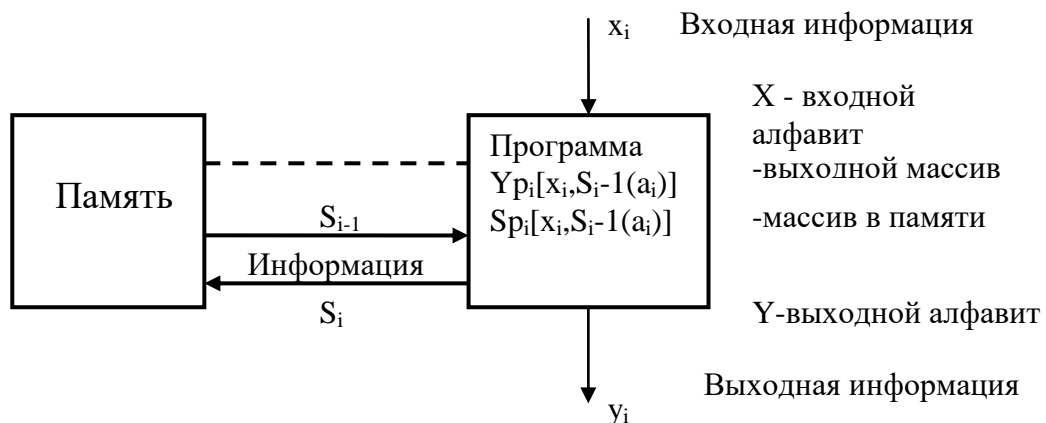 xᵢ Входная информация
X - входной
алфавит
Программа
Ypᵢ[xᵢ,Sᵢ-1(aᵢ)]
Spᵢ[xᵢ,Sᵢ-1(aᵢ)]
-выходной массив
-массив в памяти
Память
Sᵢ₋₁
Информация
Sᵢ
Y-выходной алфавит
Выходная информация
yᵢ